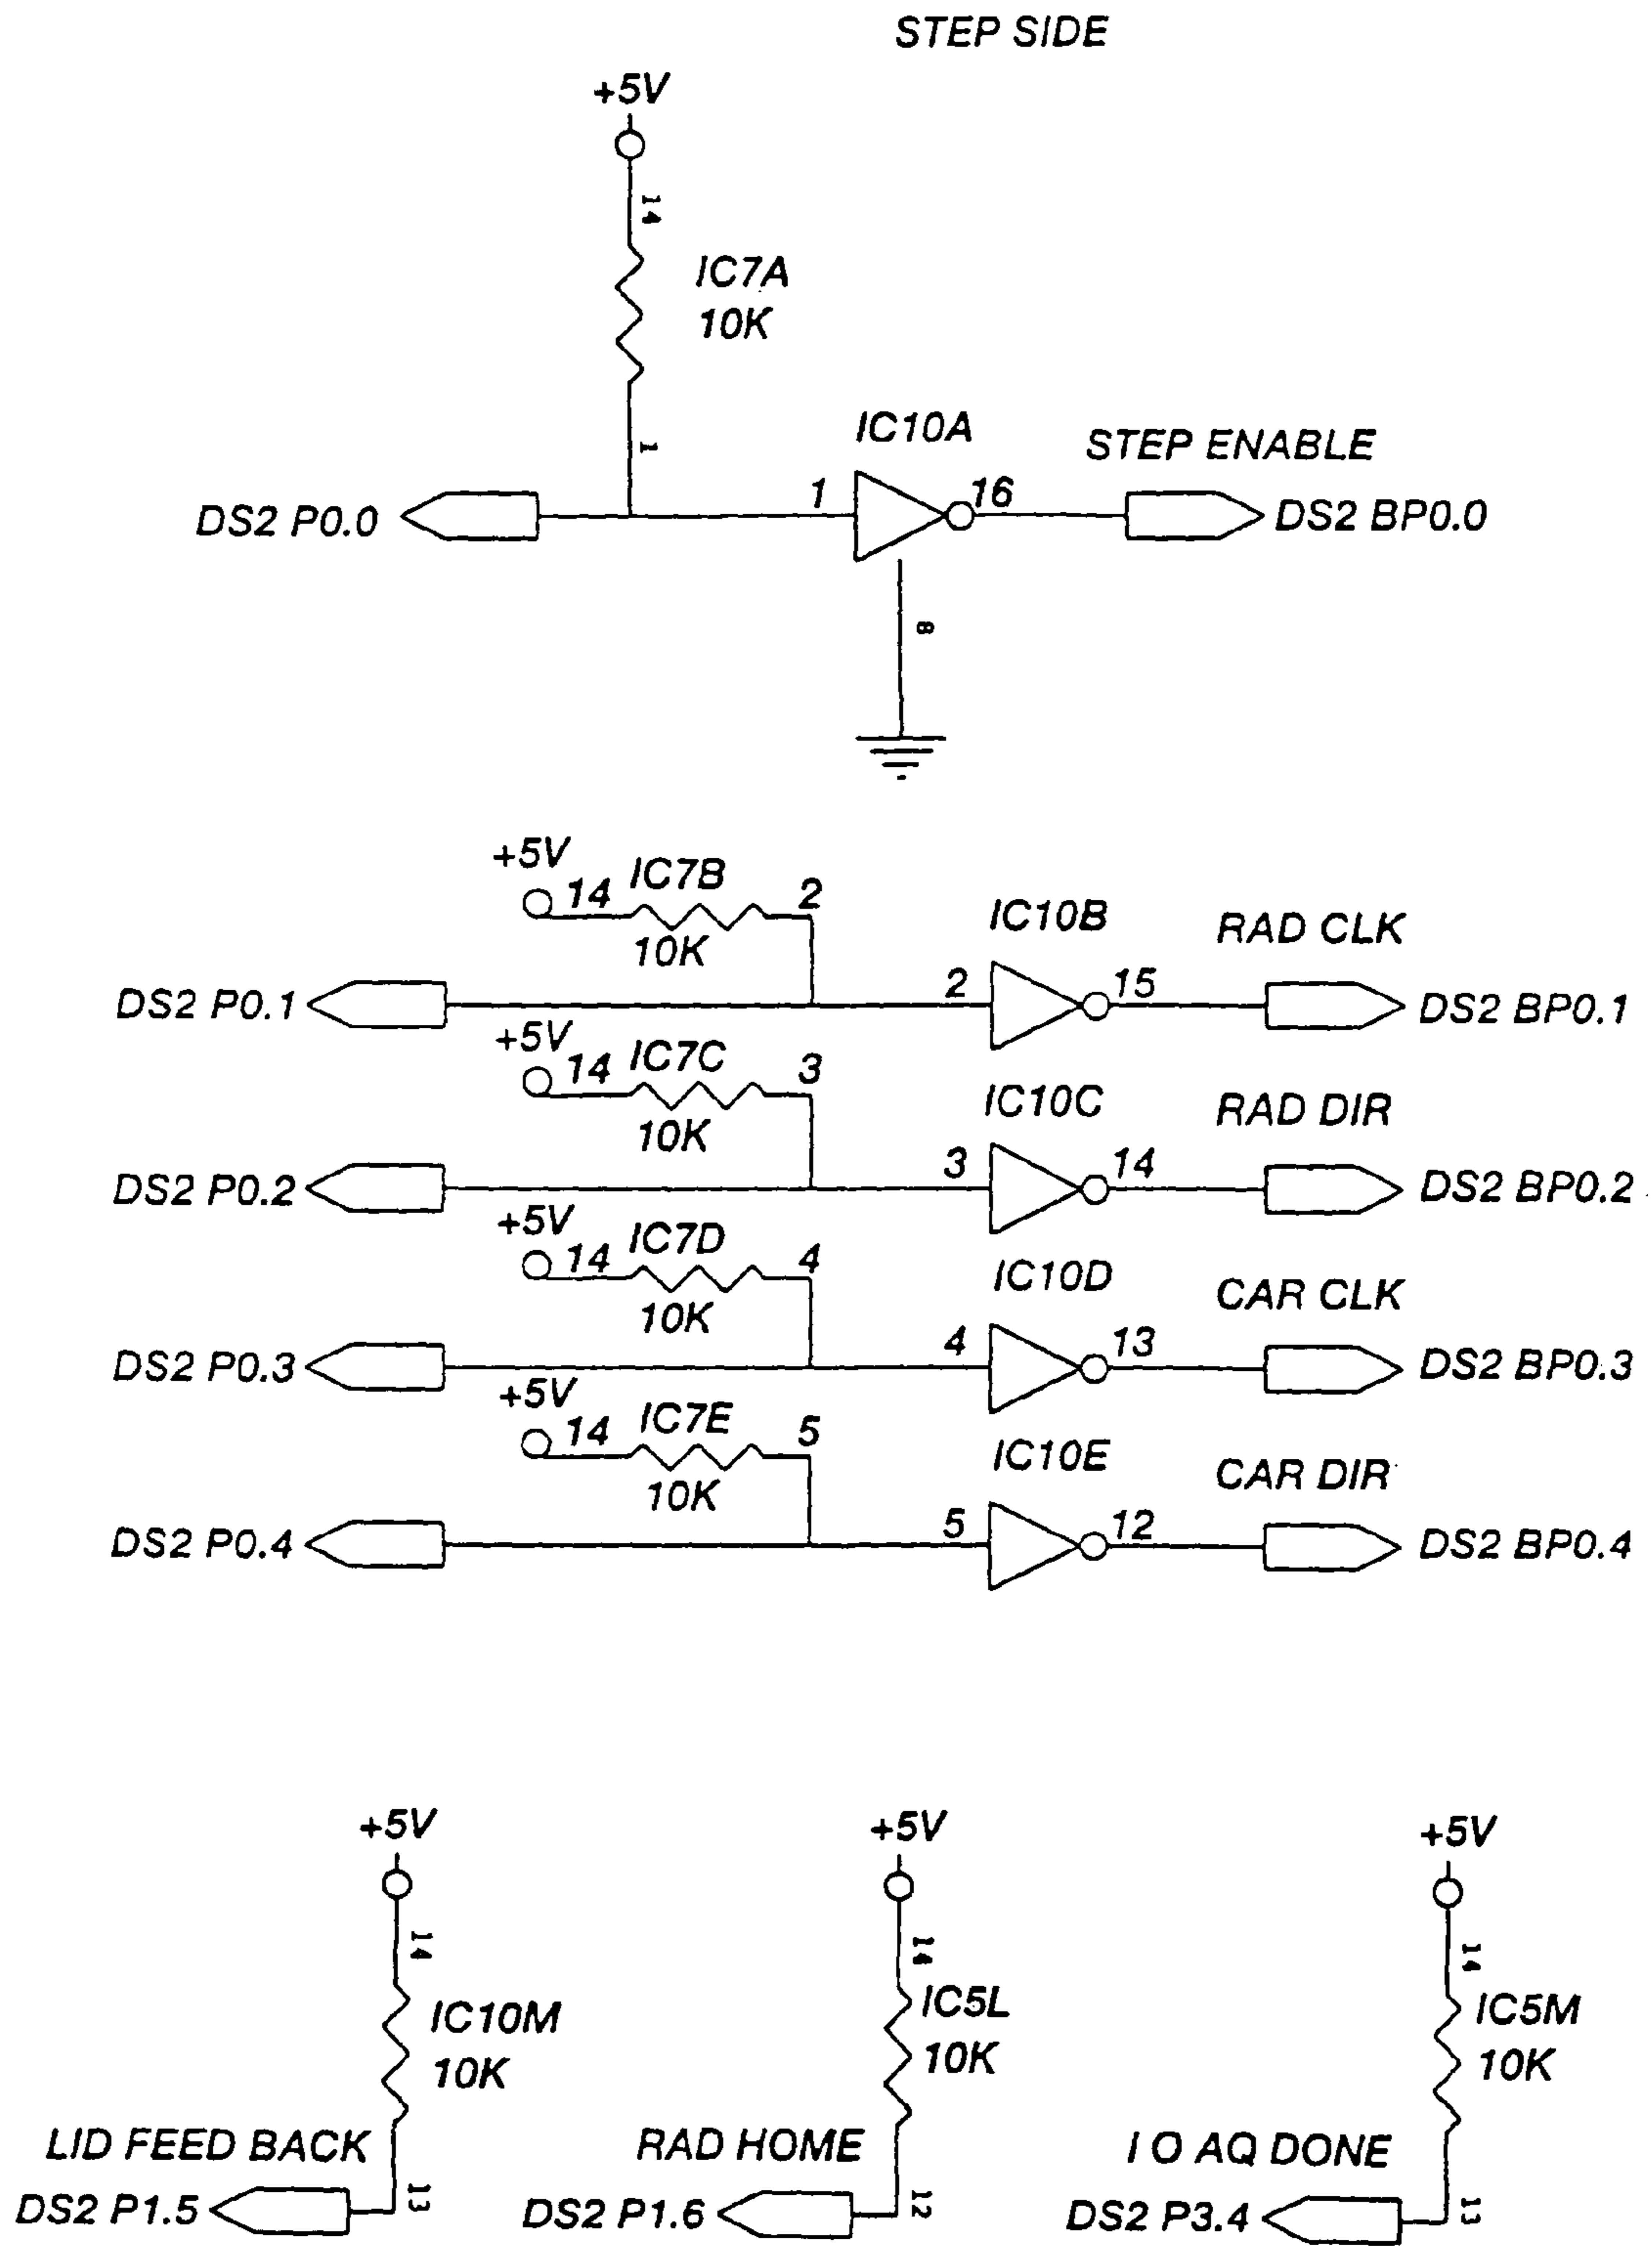 STEP SIDE
+5V
14
IC7A
10K
1
IC10A
STEP ENABLE
1
16
DS2 P0.0
DS2 BP0.0
8
+5V
14
IC7B
2
10K
IC10B
RAD CLK
DS2 P0.1
2
15
DS2 BP0.1
+5V
14
IC7C
3
10K
IC10C
RAD DIR
DS2 P0.2
3
14
DS2 BP0.2
+5V
14
IC7D
4
10K
IC10D
CAR CLK
DS2 P0.3
4
13
DS2 BP0.3
+5V
14
IC7E
5
10K
IC10E
CAR DIR
DS2 P0.4
5
12
DS2 BP0.4
+5V
14
IC10M
10K
LID FEED BACK
DS2 P1.5
13
+5V
14
IC5L
10K
RAD HOME
DS2 P1.6
12
+5V
14
IC5M
10K
I O AQ DONE
DS2 P3.4
13